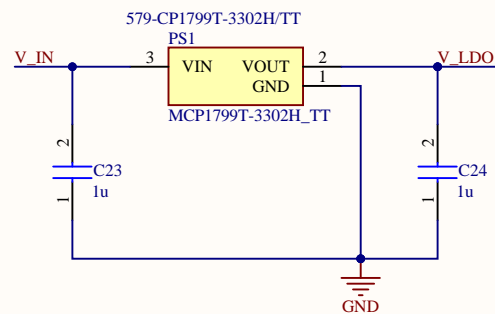 579-CP1799T-3302H/TT
PS1
V_IN
3
VIN
VOUT
2
V_LDO
GND
1
MCP1799T-3302H_TT
2
C23
1u
1
2
C24
1u
1
GND